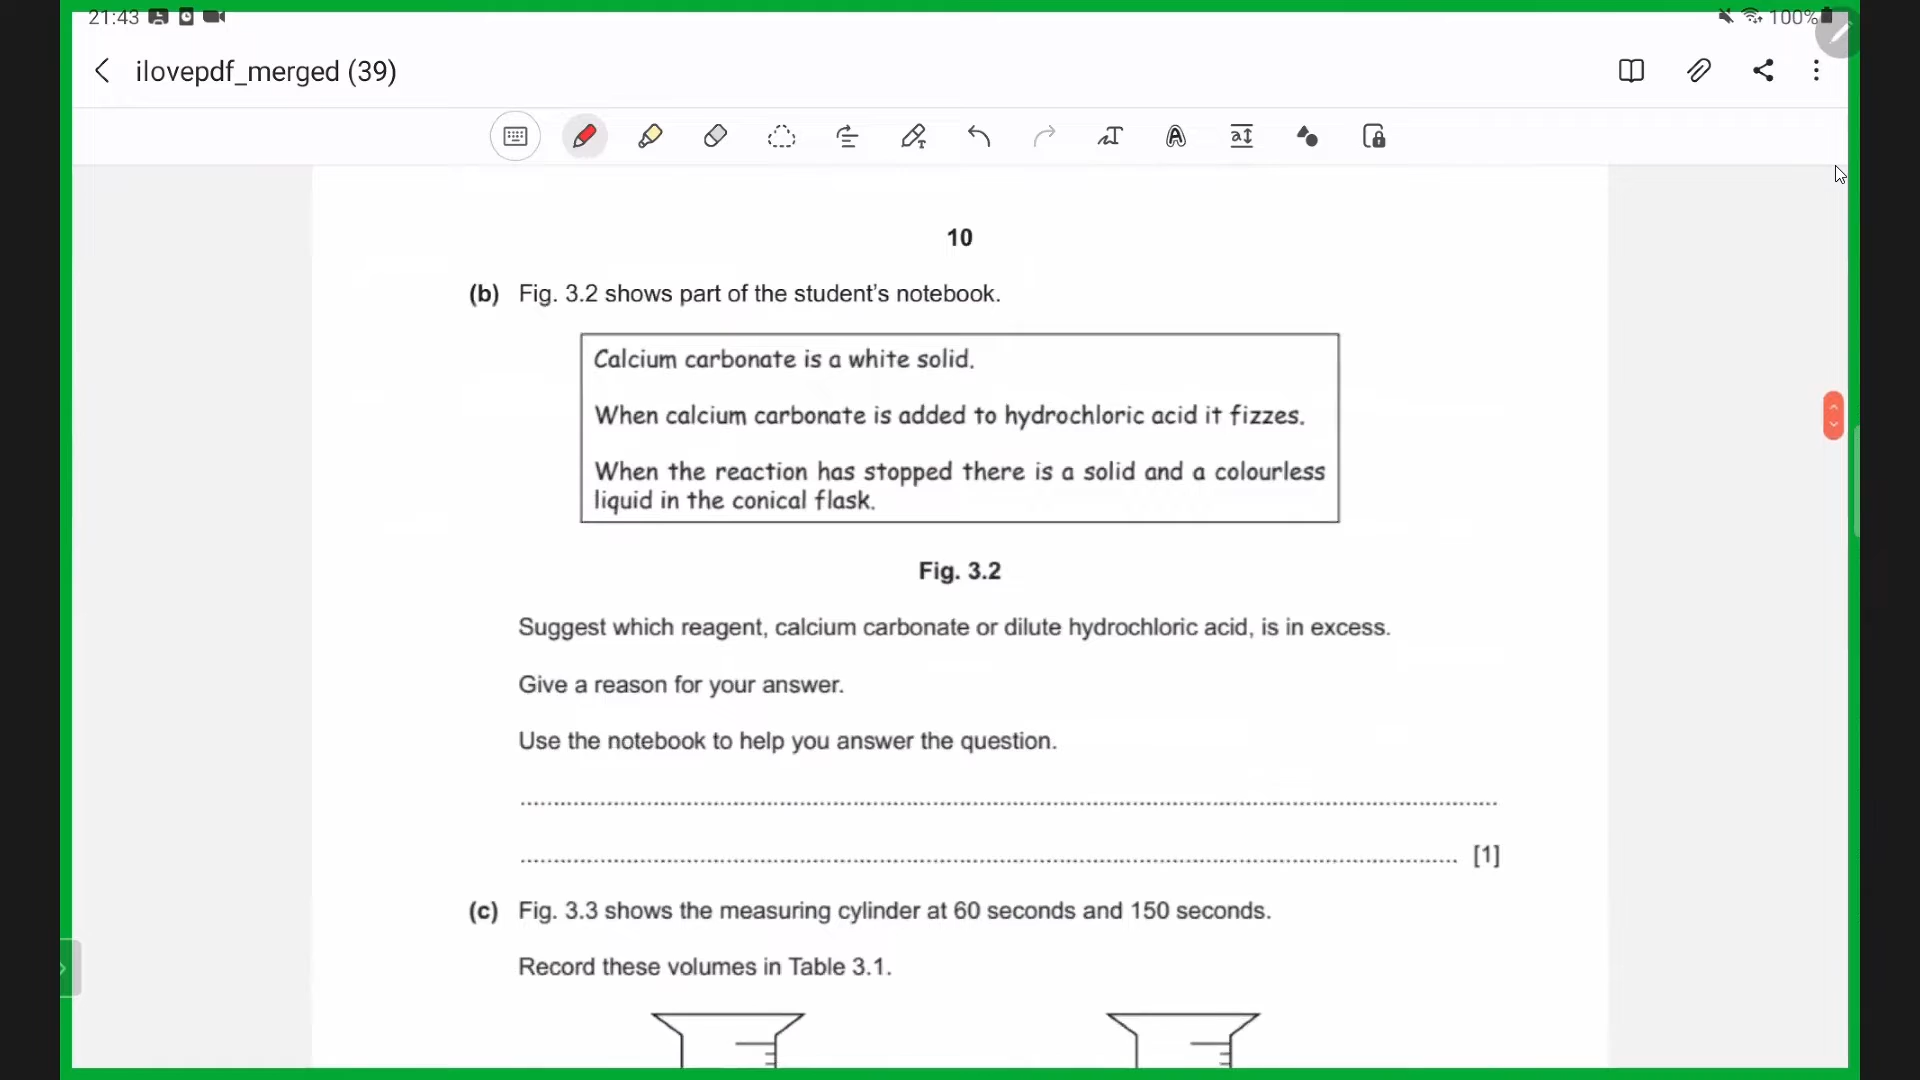 21:43
100%
ilovepdf_merged (39)
10
(b) Fig. 3.2 shows part of the student's notebook.
Calcium carbonate is a white solid.
When calcium carbonate is added to hydrochloric acid it fizzes.
When the reaction has stopped there is a solid and a colourless
liquid in the conical flask.
Fig. 3.2
Suggest which reagent, calcium carbonate or dilute hydrochloric acid, is in excess.
Give a reason for your answer.
Use the notebook to help you answer the question.
[1]
(c) Fig. 3.3 shows the measuring cylinder at 60 seconds and 150 seconds.
Record these volumes in Table 3.1.